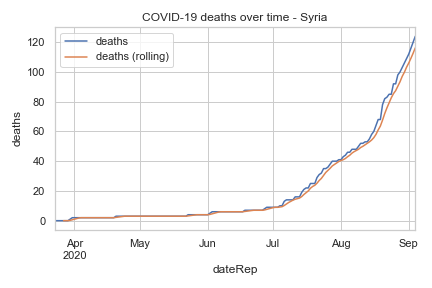 COVID-19 deaths over time - Syria
deaths
deaths (rolling)
120
100
80
60
40
20
0
deaths
Apr
2020
May
Jun
Jul
Aug
Sep
dateRep